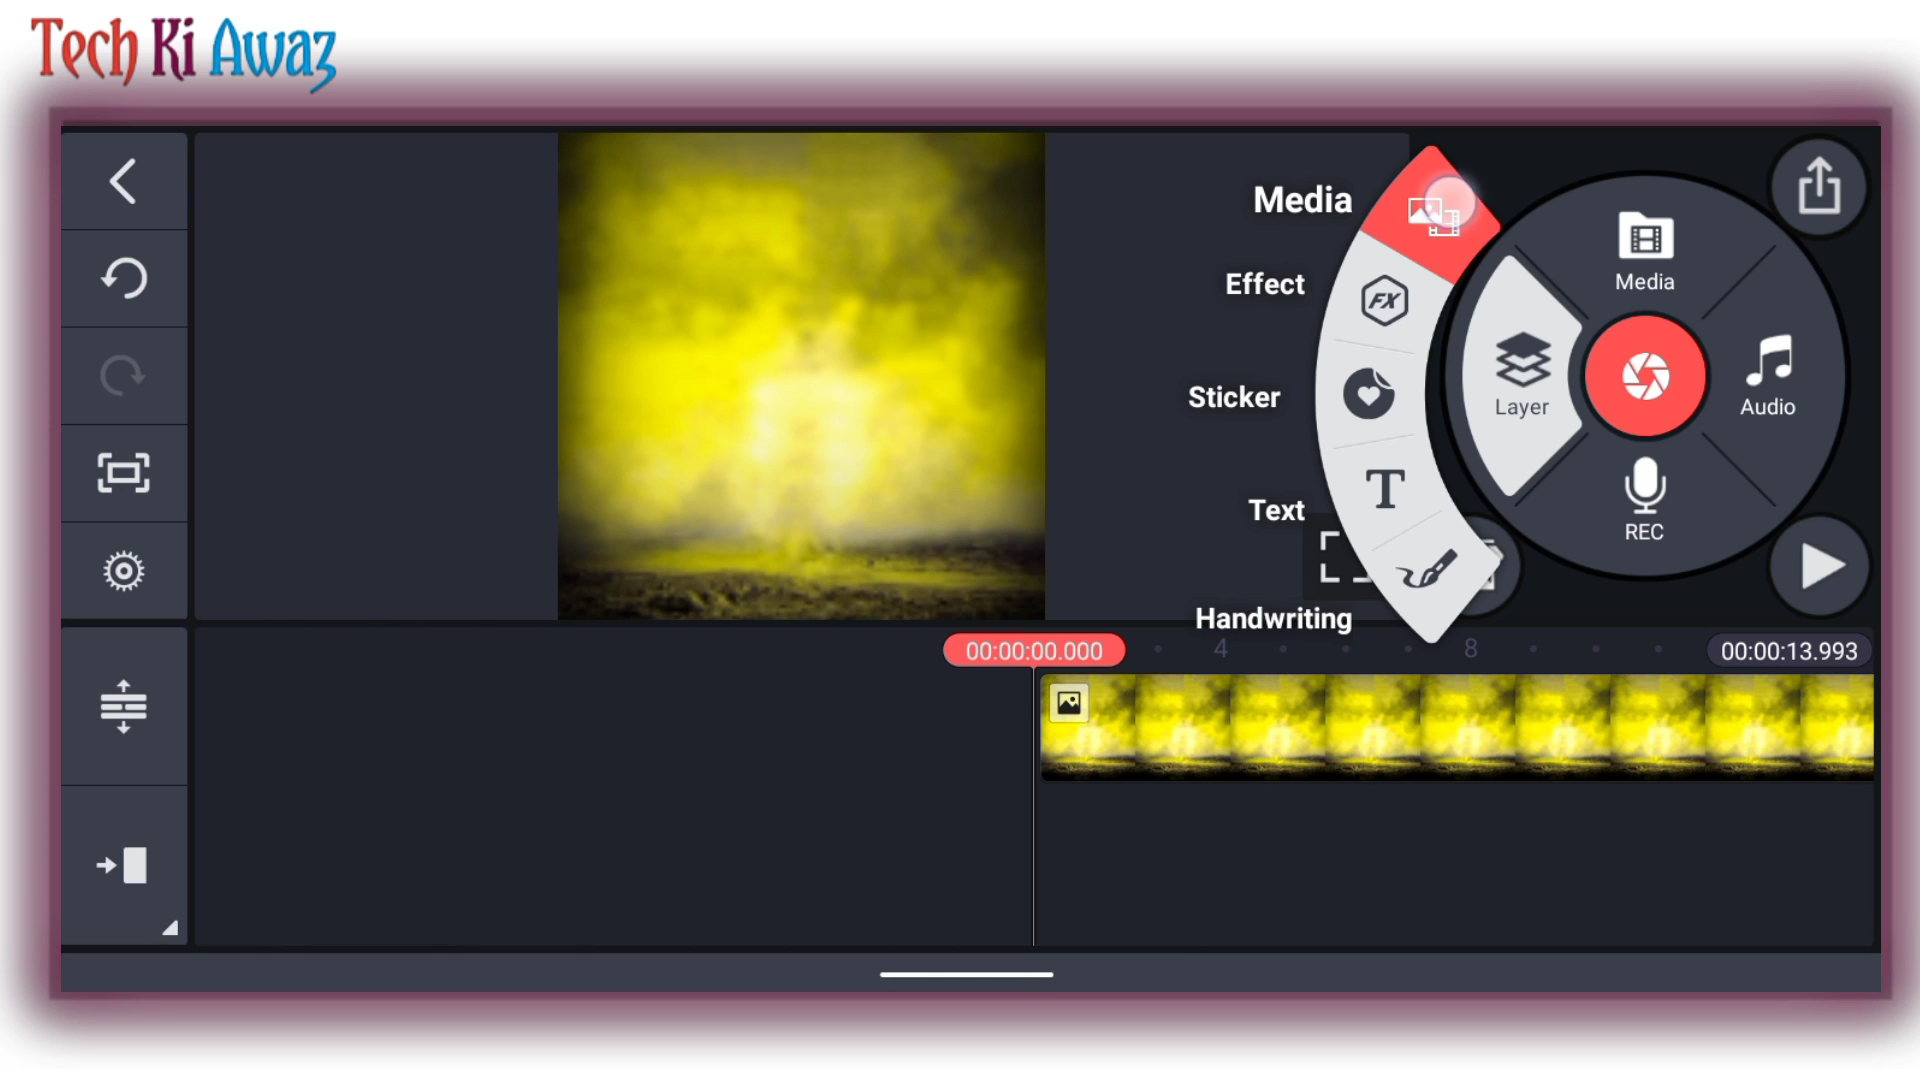 Tech Ki Awaz
Media
Effect
FX
Sticker
T
Text
Handwriting
Media
Layer
Audio
REC
00:00:00.000
4
8
00:00:13.993